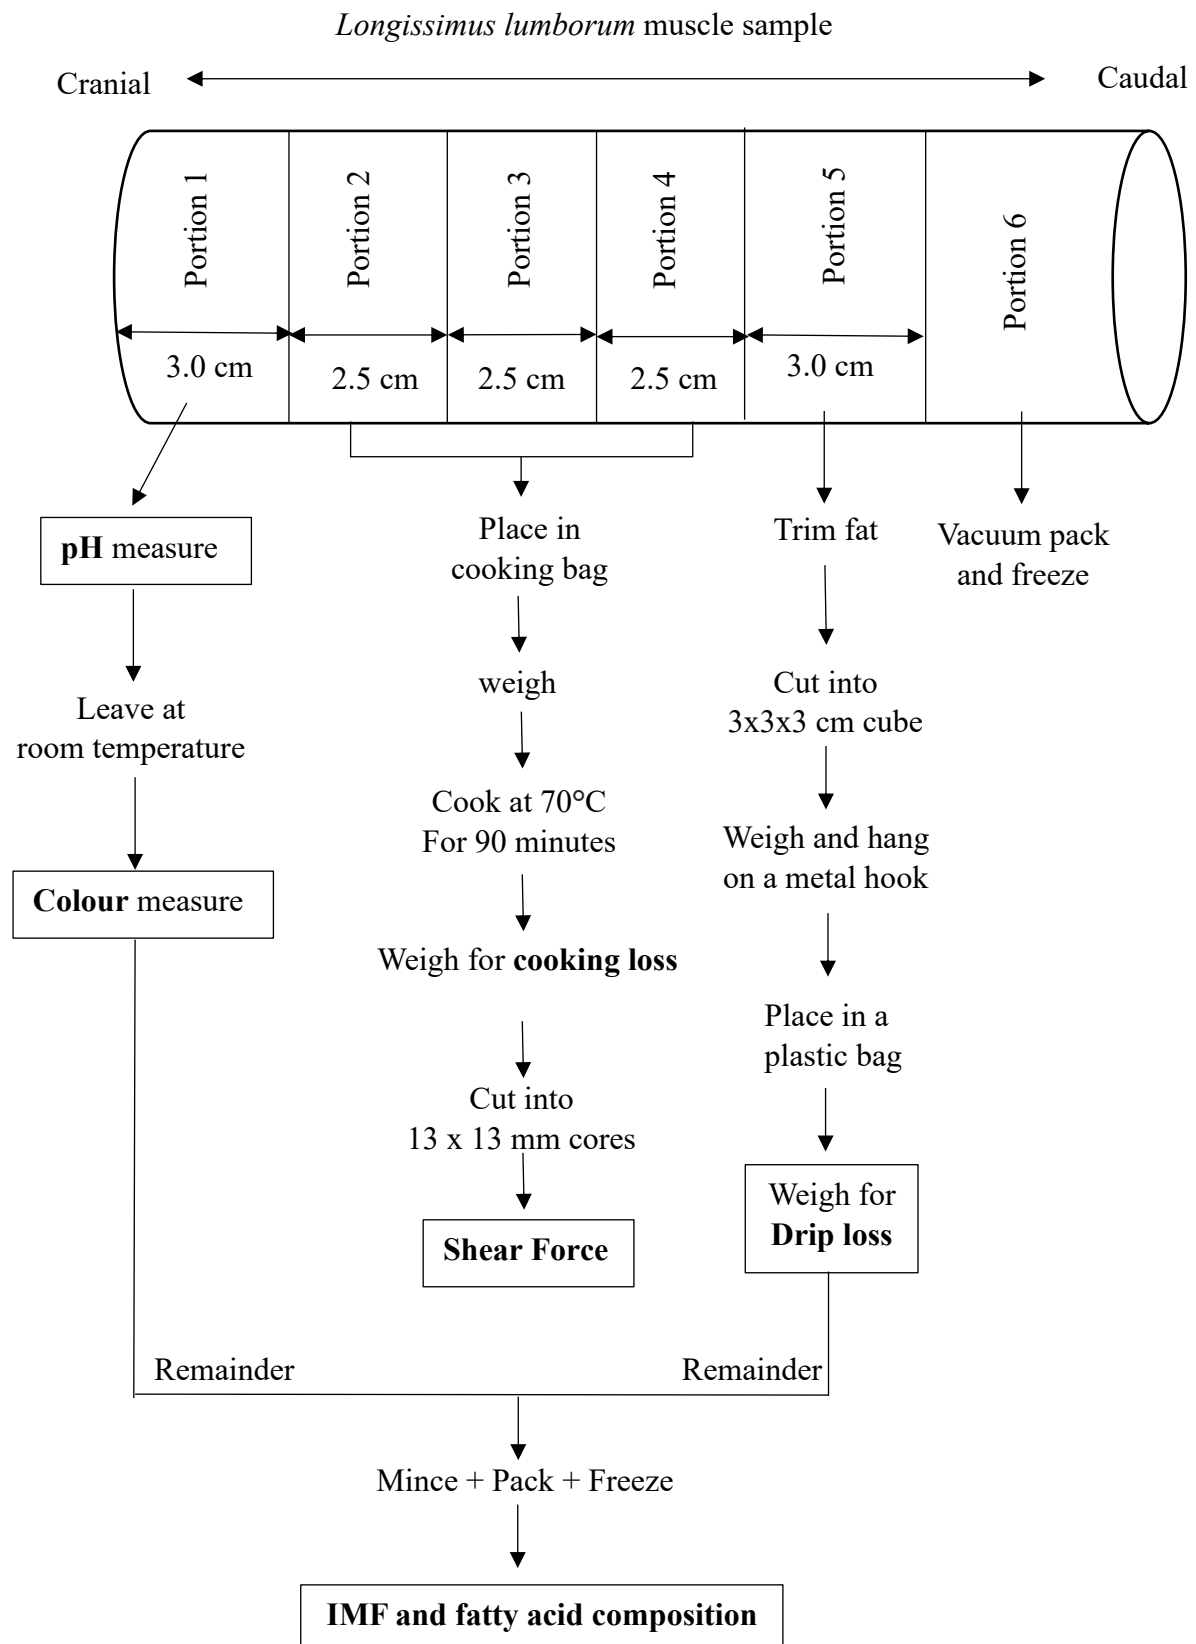 Longissimus lumborum muscle sample
Cranial
Caudal
Portion 1
Portion 2
Portion 3
Portion 4
Portion 5
Portion 6
3.0 cm
2.5 cm
2.5 cm
2.5 cm
3.0 cm
pH measure
Leave at
room temperature
Colour measure
Place in
cooking bag
weigh
Cook at 70°C
For 90 minutes
Weigh for cooking loss
Cut into
13 x 13 mm cores
Shear Force
Trim fat
Cut into
3x3x3 cm cube
Weigh and hang
on a metal hook
Place in a
plastic bag
Weigh for
Drip loss
Vacuum pack
and freeze
Remainder
Remainder
Mince + Pack + Freeze
IMF and fatty acid composition